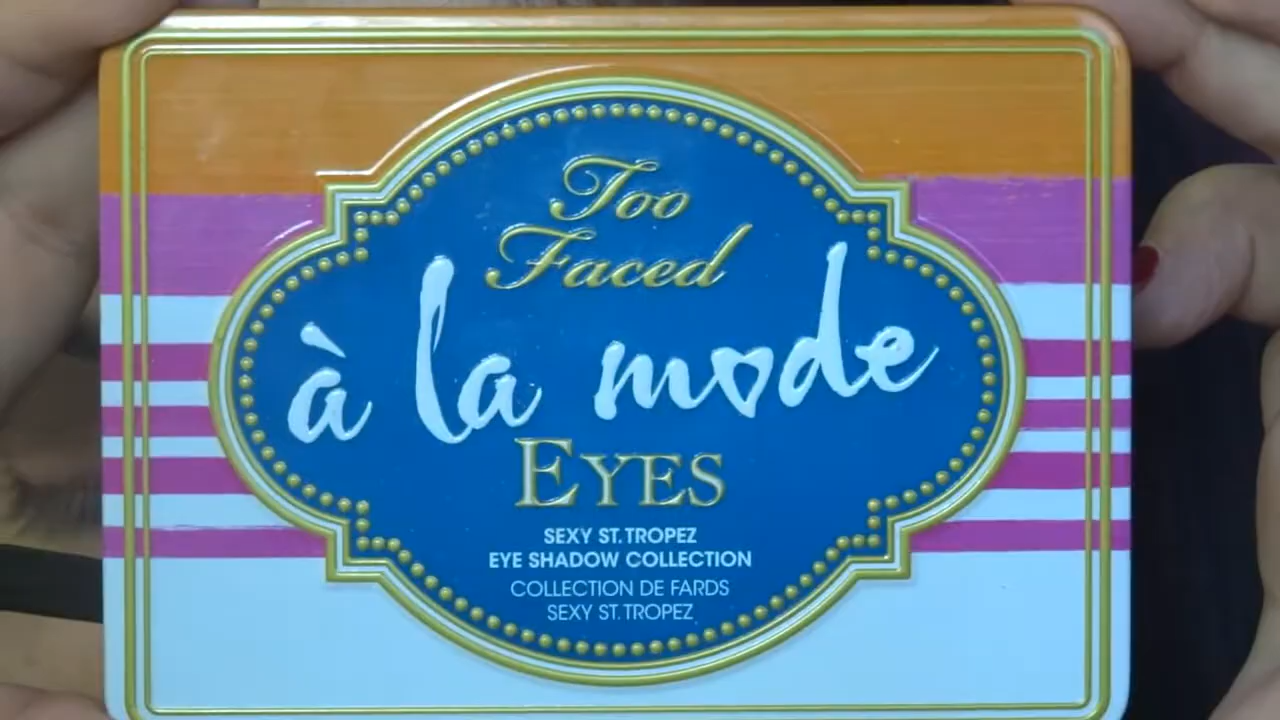 Too
Faced
à la mode
EYES
SEXY ST. TROPEZ
EYE SHADOW COLLECTION
COLLECTION DE FARDS
SEXY ST. TROPEZ